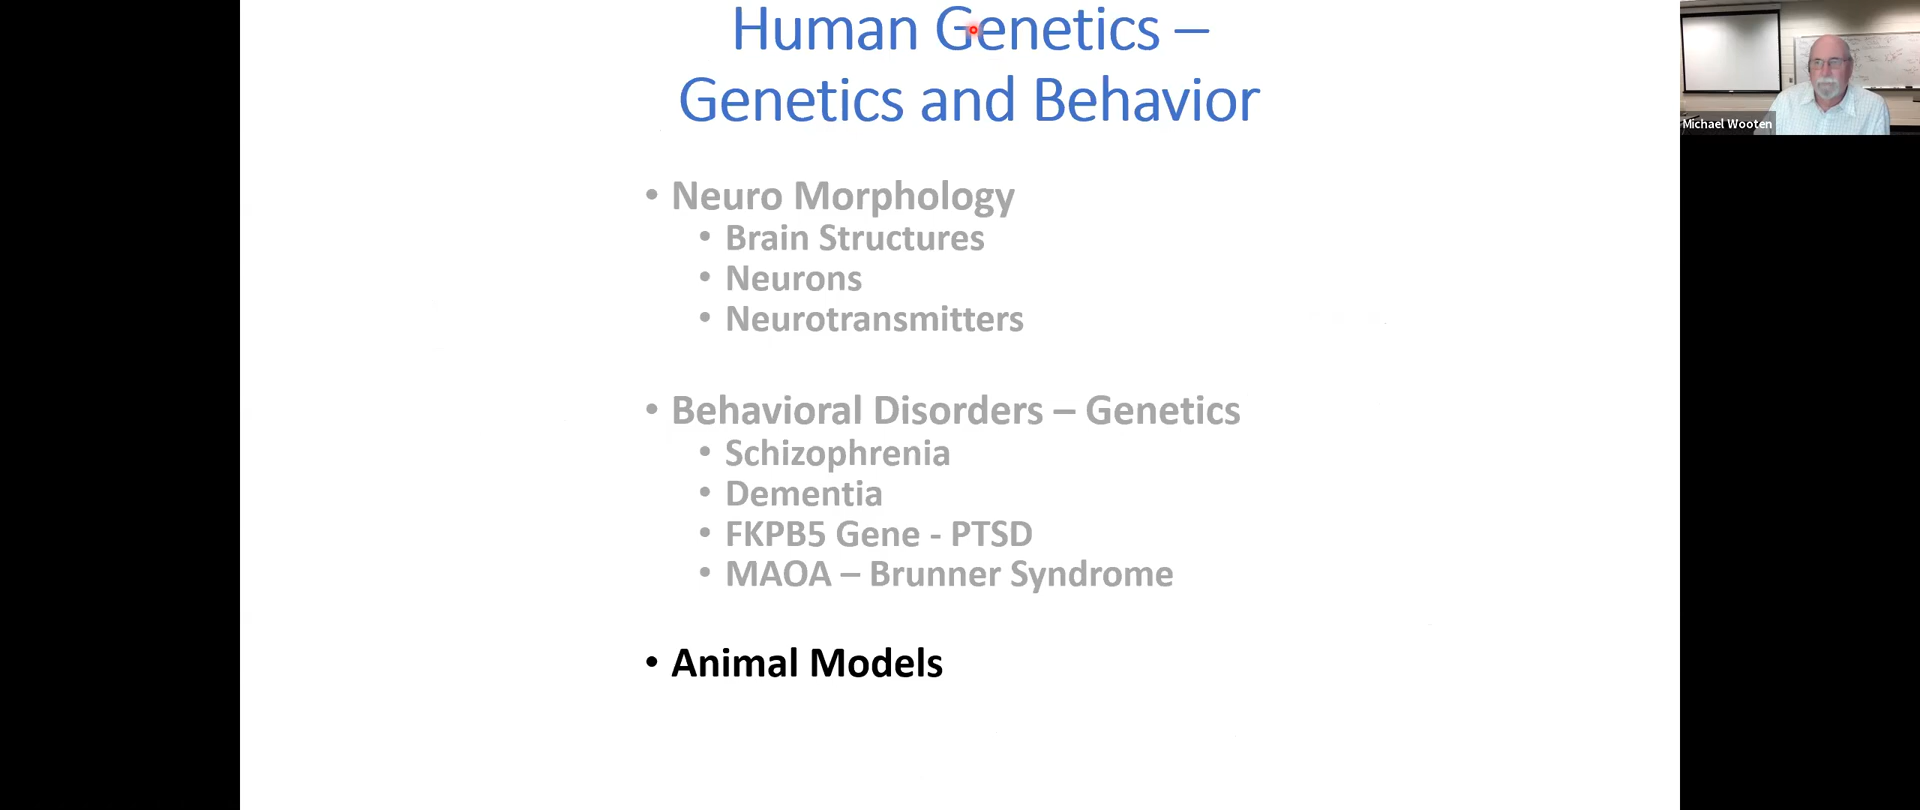 Human Genetics –
Genetics and Behavior
• Neuro Morphology
• Brain Structures
• Neurons
• Neurotransmitters
• Behavioral Disorders – Genetics
• Schizophrenia
• Dementia
• FKPB5 Gene - PTSD
• MAOA – Brunner Syndrome
• Animal Models
Michael Wooten